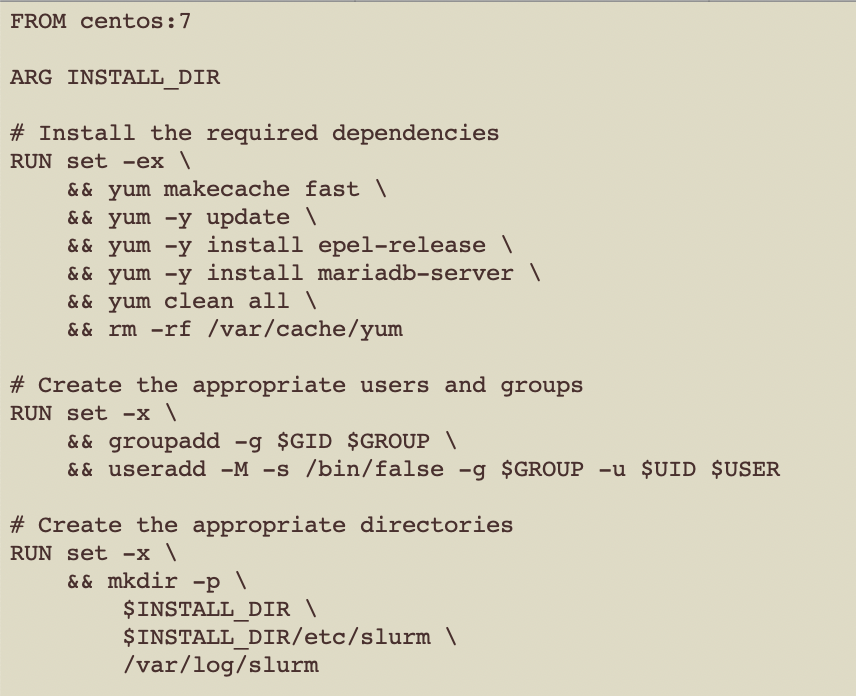 FROM centos:7

ARG INSTALL_DIR

# Install the required dependencies
RUN set -ex \
    && yum makecache fast \
    && yum -y update \
    && yum -y install epel-release \
    && yum -y install mariadb-server \
    && yum clean all \
    && rm -rf /var/cache/yum

# Create the appropriate users and groups
RUN set -x \
    && groupadd -g $GID $GROUP \
    && useradd -M -s /bin/false -g $GROUP -u $UID $USER

# Create the appropriate directories
RUN set -x \
    && mkdir -p \
        $INSTALL_DIR \
        $INSTALL_DIR/etc/slurm \
        /var/log/slurm